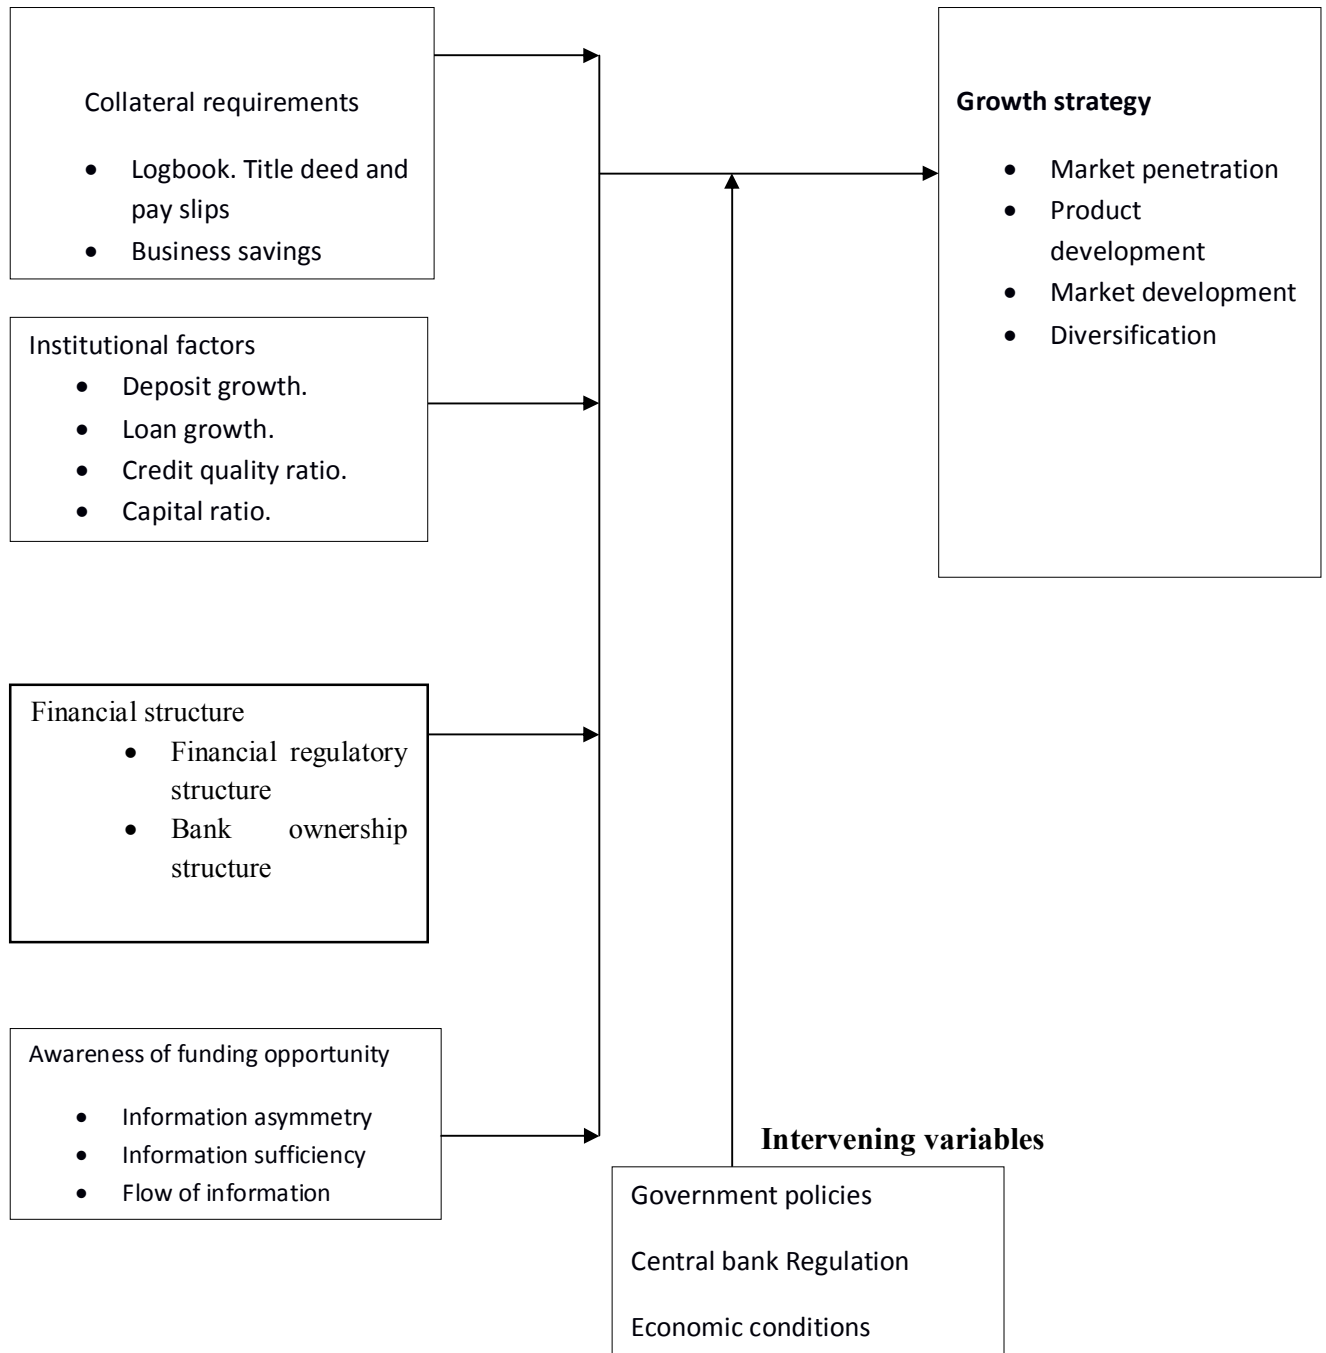 Collateral requirements
• Logbook. Title deed and
pay slips
• Business savings
Growth strategy
• Market penetration
• Product
development
• Market development
• Diversification
Institutional factors
• Deposit growth.
• Loan growth.
• Credit quality ratio.
• Capital ratio.
Financial structure
• Financial regulatory
structure
• Bank ownership
structure
Awareness of funding opportunity
• Information asymmetry
• Information sufficiency
• Flow of information
Intervening variables
Government policies
Central bank Regulation
Economic conditions